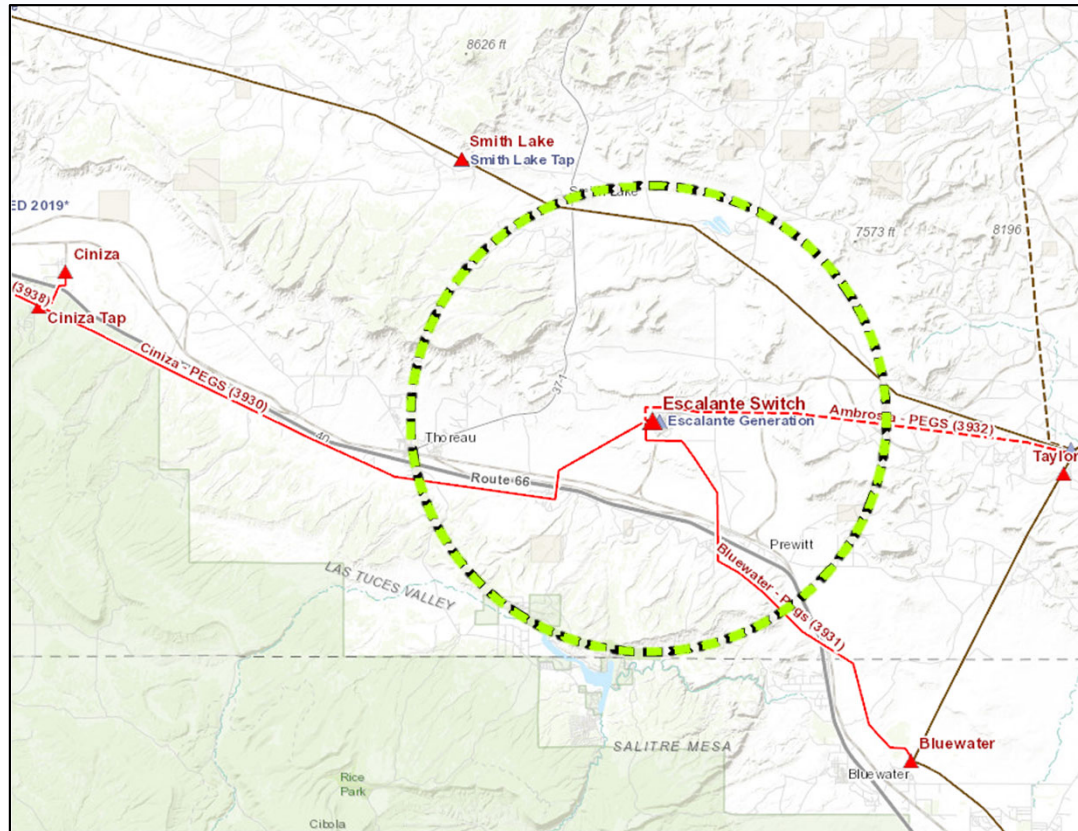 8626 ft
Smith Lake
Smith Lake Tap
Smith Lake
ED 2019*
7573 ft
8196
Ciniza
(3938)
Ciniza Tap
Ciniza - PEGS (3930)
37-1
Escalante Switch
Escalante Generation
Ambrosia - PEGS (3932)
Taylor
Thoreau
40
Route 66
Prewitt
LAS TUCES VALLEY
Bluewater - Pegs (3931)
SALITRE MESA
Bluewater
Bluewater
Rice
Park
Cibola